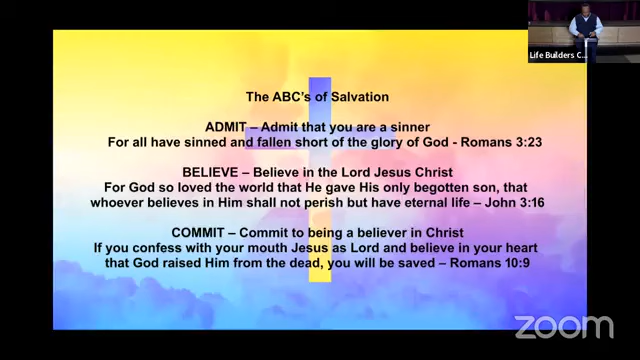 Life Builders C...
The ABC's of Salvation
ADMIT – Admit that you are a sinner
For all have sinned and fallen short of the glory of God - Romans 3:23
BELIEVE – Believe in the Lord Jesus Christ
For God so loved the world that He gave His only begotten son, that
whoever believes in Him shall not perish but have eternal life – John 3:16
COMMIT – Commit to being a believer in Christ
If you confess with your mouth Jesus as Lord and believe in your heart
that God raised Him from the dead, you will be saved – Romans 10:9
zoom